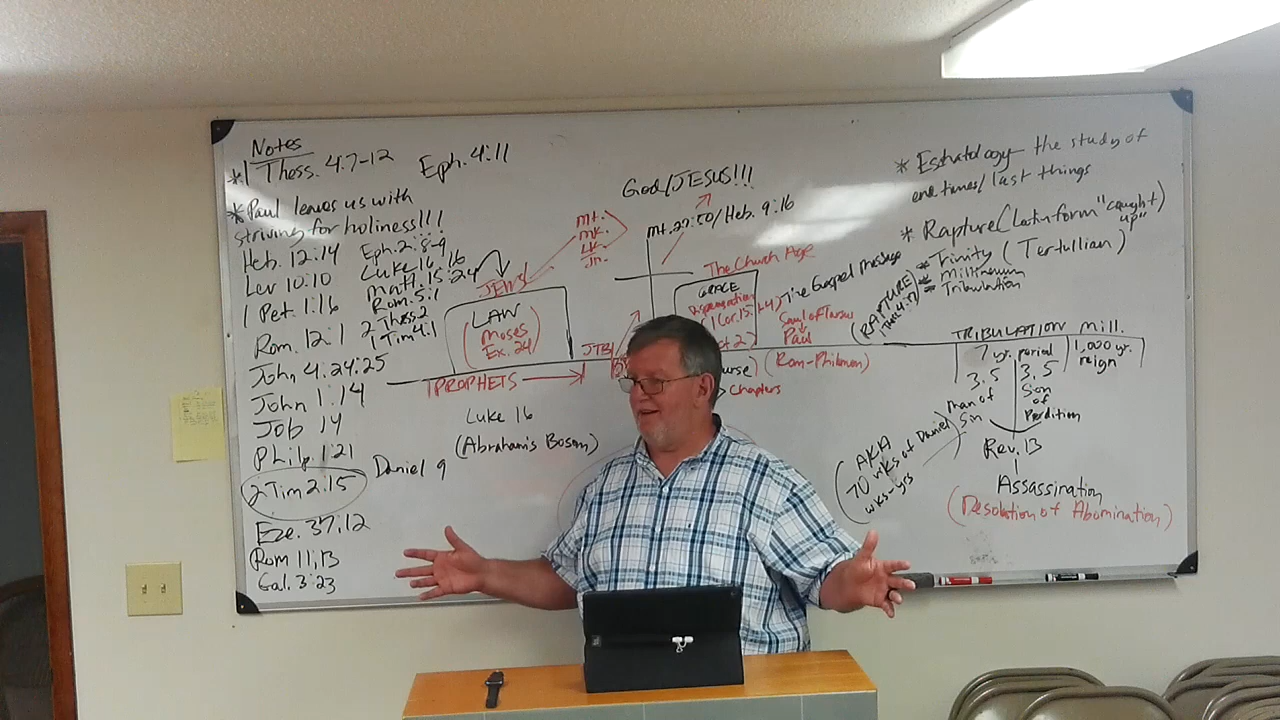 Notes
*1 Thess. 4:7-12
Eph. 4:11
*Paul leaves us with
striving for holiness!!!
Heb. 12:14
Eph. 2:8-9
Lev 10:10
Luke 16:16
Matt. 15:24
1 Pet. 1:16
Rom. 5:1
2 Thess 2
Rom. 12:1
1 Tim 4:1
John 4:24:25
John 1:14
Job 14
Philp 1:21
2 Tim 2:15
Daniel 9
Eze. 37:12
Rom 11,13
Gal. 3:23
JEWS
LAW
(Moses
Ex. 24)
PROPHETS
Luke 16
(Abraham's Bosom)
God/JESUS!!!
mt.
mk.
LK.
Jn.
mt. 27:50/Heb. 9:16
JTB
The Church Age
GRACE
Dispensation
The Gospel Message
Saul of Tarsus
Paul
(Rom-Philmon)
Chapters
(RAPTURE)
* Eschatology- the study of
end times/last things
* Rapture (Latin form "caught
up")
* Trinity (Tertullian)
* Millinenum
* Tribulation
TRIBULATION Mill.
7 yr. period
1,000 yr.
reign
3.5
3.5
man of
Sin
Son
of
Perdition
(AKA
70 wks of Daniel)
wks-yrs
Rev. 13
Assassination
(Desolation of Abomination)